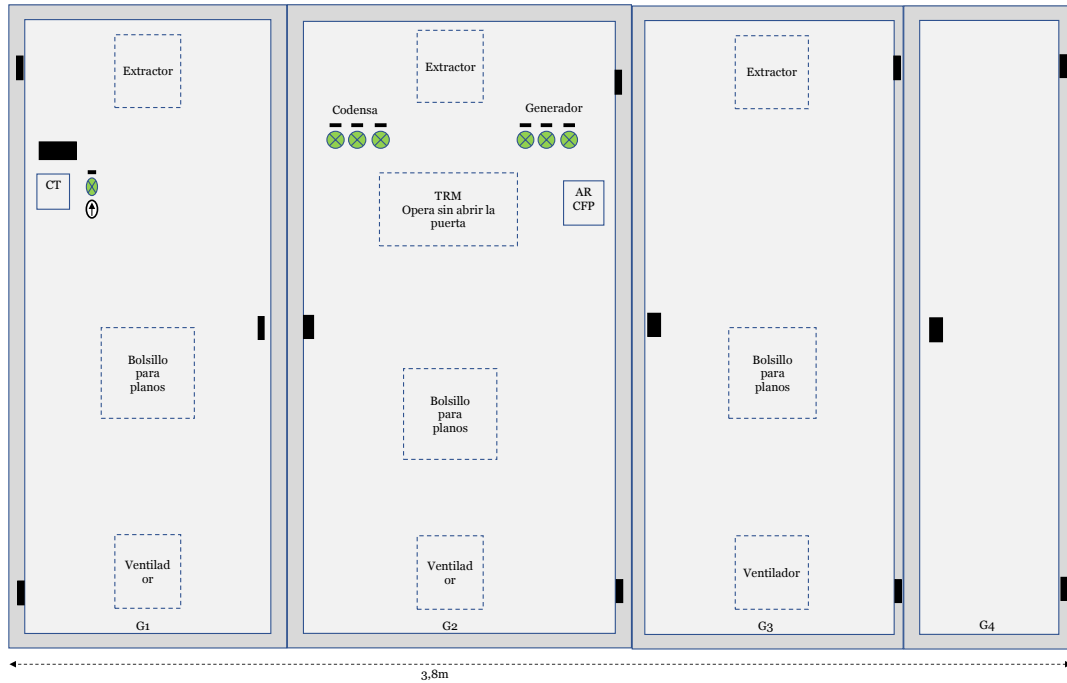 Extractor
CT
Bolsillo
para
planos
Ventilad
or
G1
Extractor
Codensa
Generador
TRM
Opera sin abrir la
puerta
AR
CFP
Bolsillo
para
planos
Ventilad
or
G2
Extractor
Bolsillo
para
planos
Ventilador
G3
G4
3,8m